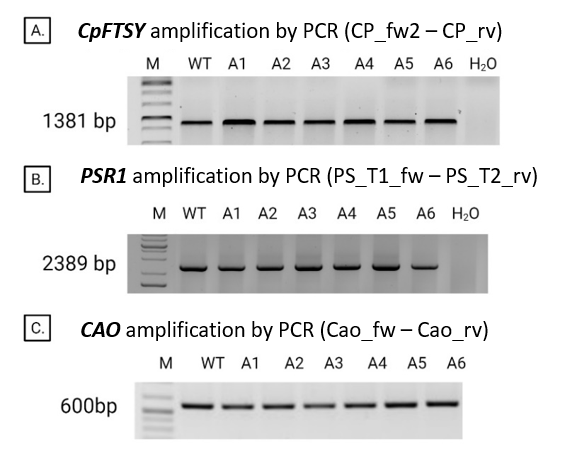 A. CpFTSY amplification by PCR (CP_fw2 – CP_rv)
M WT A1 A2 A3 A4 A5 A6 H₂O
1381 bp
B. PSR1 amplification by PCR (PS_T1_fw – PS_T2_rv)
M WT A1 A2 A3 A4 A5 A6 H₂O
2389 bp
C. CAO amplification by PCR (Cao_fw – Cao_rv)
M WT A1 A2 A3 A4 A5 A6
600bp